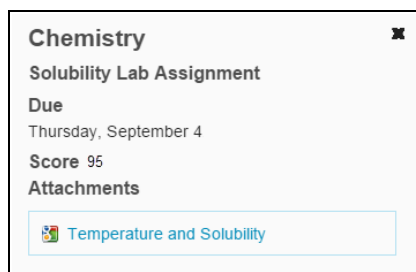 Chemistry
Solubility Lab Assignment
Due
Thursday, September 4
Score 95
Attachments
Temperature and Solubility